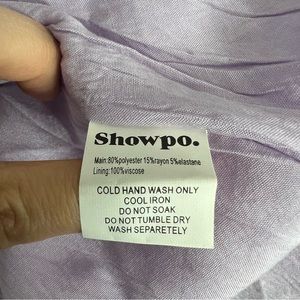 Showpo.
Main:80%polyester 15%rayon 5%elastane
Lining:100%viscose
COLD HAND WASH ONLY
COOL IRON
DO NOT SOAK
DO NOT TUMBLE DRY
WASH SEPARETELY